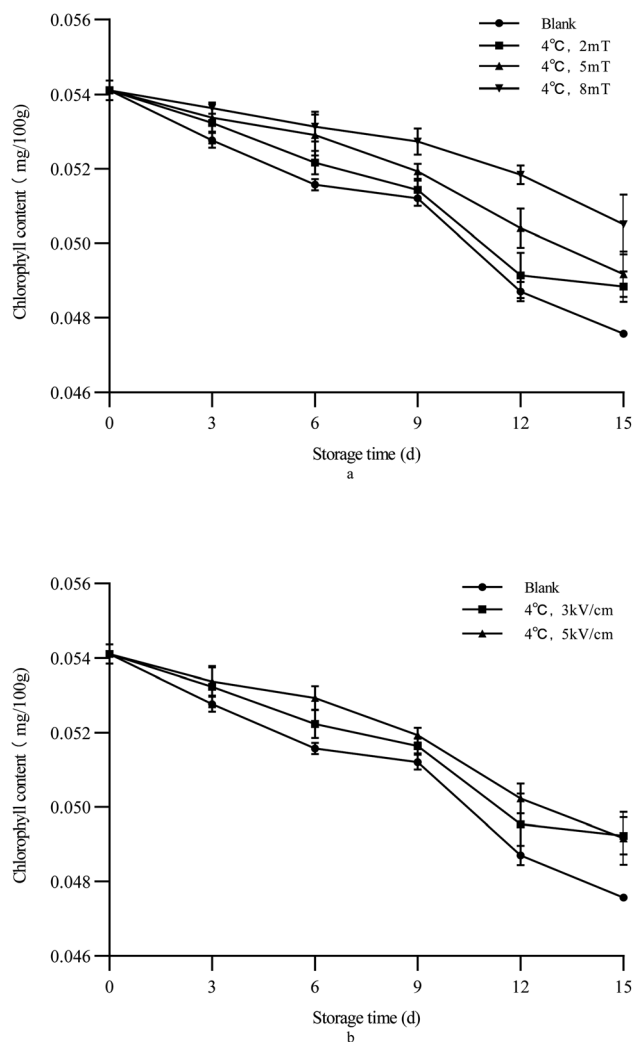 Blank
4℃, 2mT
4℃, 5mT
4℃, 8mT
Chlorophyll content ( mg/100g)
0.056
0.054
0.052
0.050
0.048
0.046
0 3 6 9 12 15
Storage time (d)
a
Blank
4℃, 3kV/cm
4℃, 5kV/cm
Chlorophyll content ( mg/100g)
0.056
0.054
0.052
0.050
0.048
0.046
0 3 6 9 12 15
Storage time (d)
b